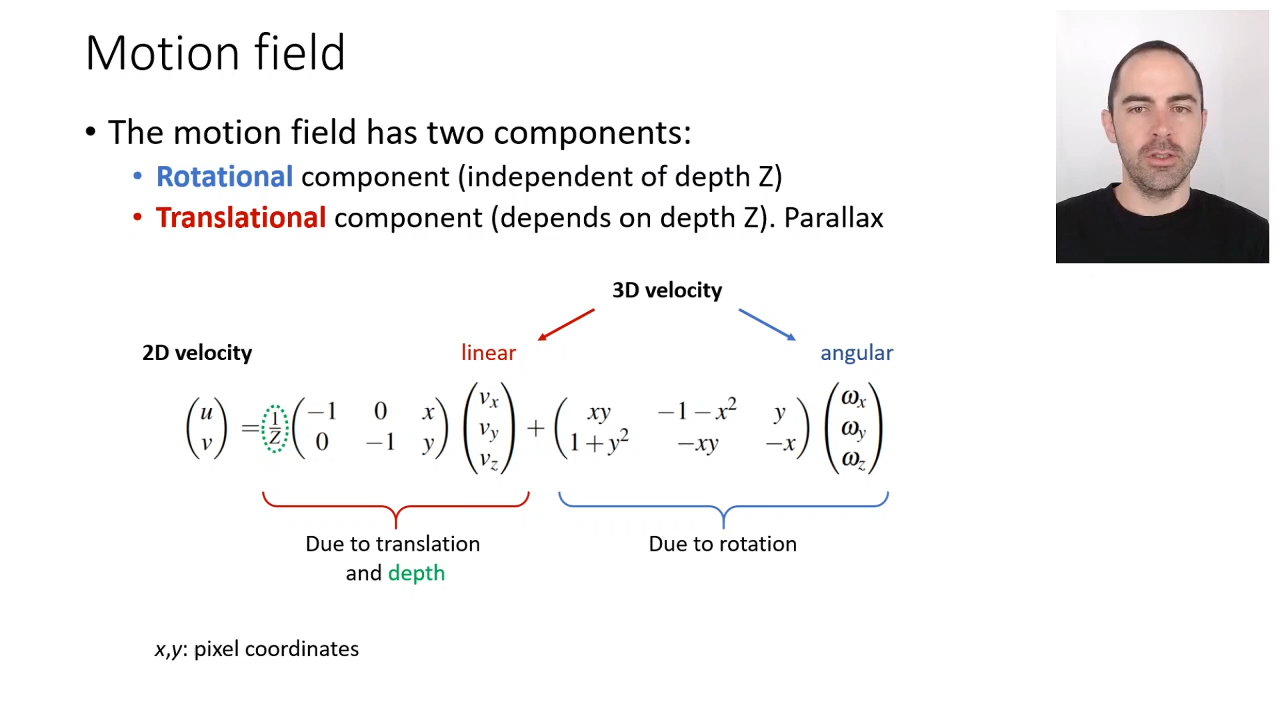 Motion field
• The motion field has two components:
• Rotational component (independent of depth Z)
• Translational component (depends on depth Z). Parallax
3D velocity
2D velocity linear angular
(u v) = 1/Z (−1 0 x; 0 −1 y) (vx vy vz) + (xy −1−x² y; 1+y² −xy −x) (ωx ωy ωz)
Due to translation Due to rotation
and depth
x,y: pixel coordinates